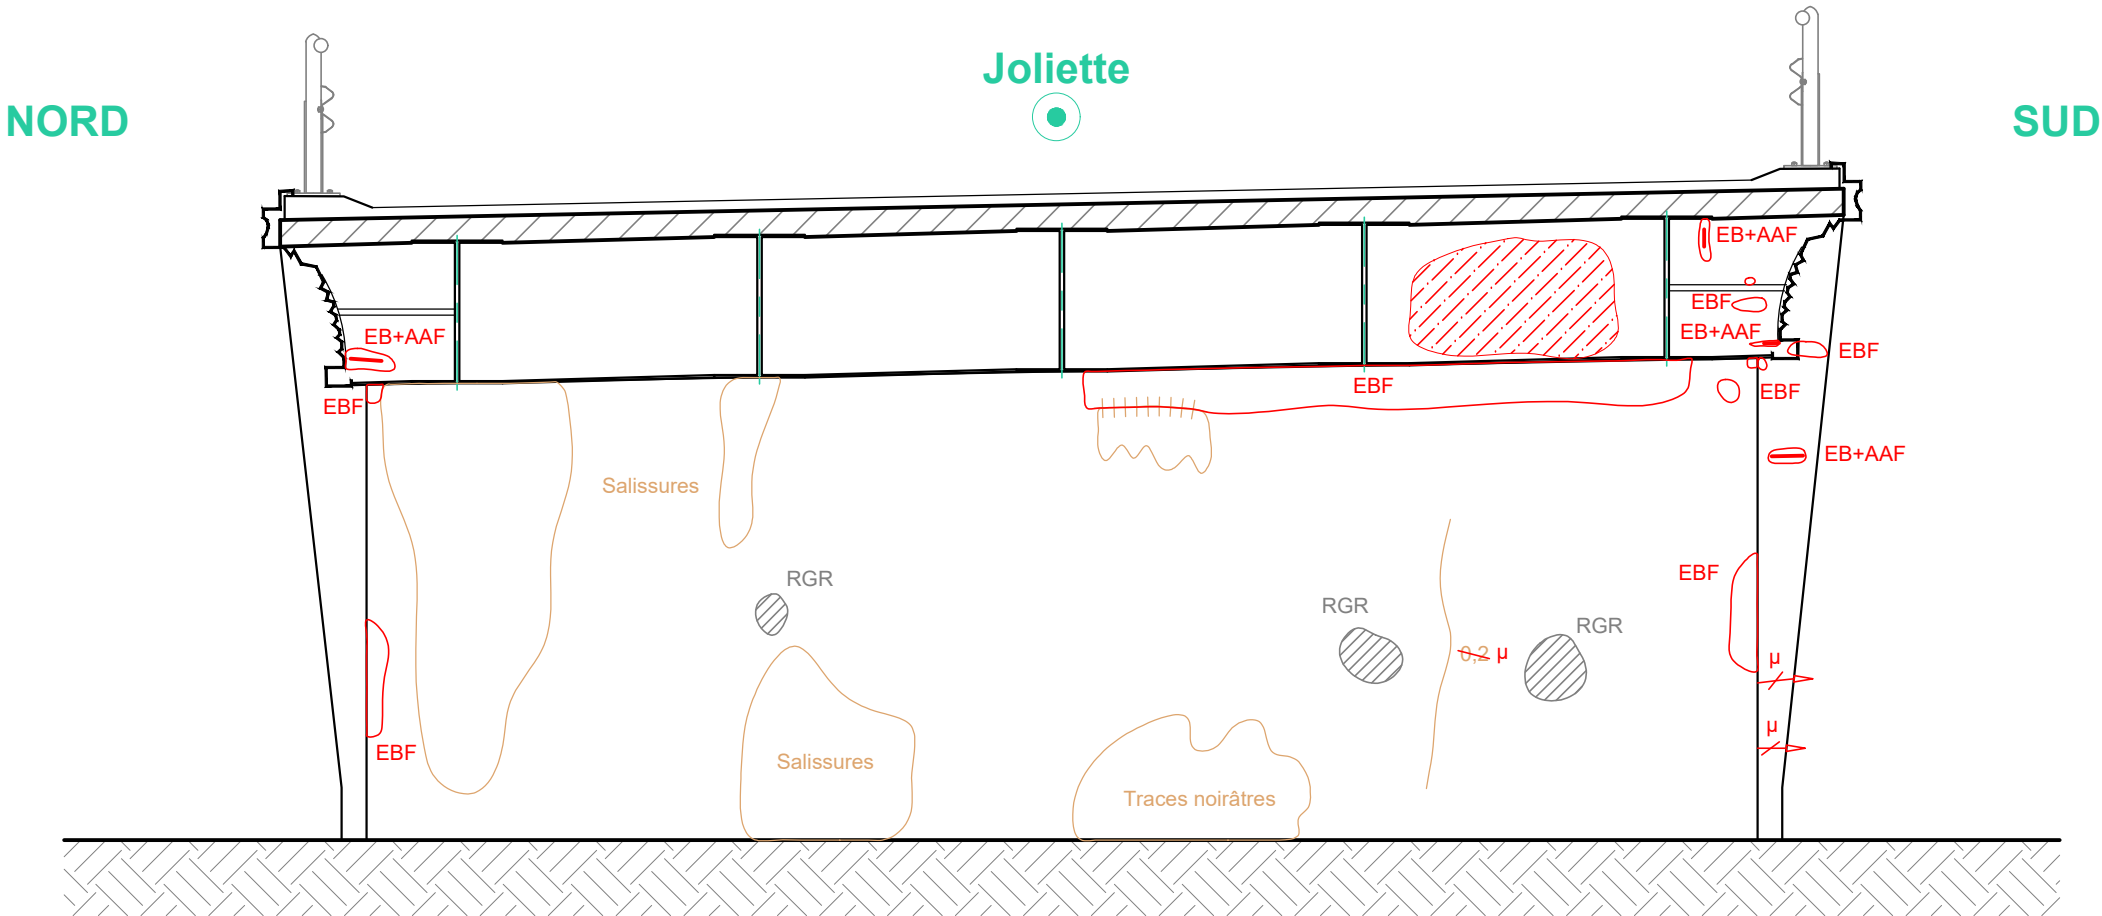 Joliette
NORD
SUD
EB+AAF
EBF
EB+AAF
EB+AAF
EBF
EBF
EBF
EBF
EB+AAF
Salissures
EBF
RGR
RGR
RGR
0,2 µ
µ
µ
EBF
Salissures
Traces noirâtres